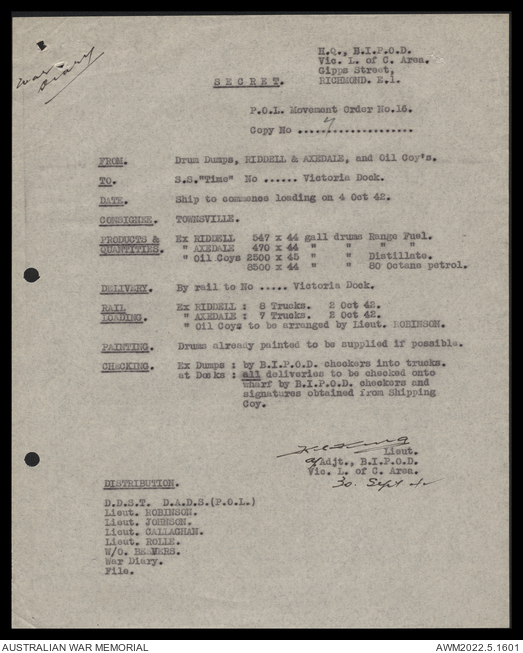 War
Diary
H.Q., B.I.P.O.D.
Vic. L. of C. Area.
Gipps Street,
RICHMOND. E.1.
SECRET.
P.O.L. Movement Order No.16.
Copy No ....7...............
FROM. Drum Dumps, RIDDELL & AXEDALE, and Oil Coy's.
TO. S.S."Time" No ...... Victoria Dock.
DATE. Ship to commence loading on 4 Oct 42.
CONSIGNEE. TOWNSVILLE.
PRODUCTS & QUANTITIES. Ex RIDDELL 547 x 44 gall drums Range Fuel.
" AXEDALE 470 x 44 " " " "
" Oil Coys 2500 x 45 " " Distillate.
8500 x 44 " " 80 Octane petrol.
DELIVERY. By rail to No ..... Victoria Dock.
RAIL LOADING. Ex RIDDELL : 8 Trucks. 2 Oct 42.
" AXEDALE : 7 Trucks. 2 Oct 42.
" Oil Coys to be arranged by Lieut. ROBINSON.
PAINTING. Drums already painted to be supplied if possible.
CHECKING. Ex Dumps : by B.I.P.O.D. checkers into trucks.
at Docks : all deliveries to be checked onto
wharf by B.I.P.O.D. checkers and
signatures obtained from Shipping
Coy.
Lieut.
a/Adjt., B.I.P.O.D.
Vic. L. of C. Area.
30 Sept 42
DISTRIBUTION.
D.D.S.T. D.A.D.S.(P.O.L.)
Lieut. ROBINSON.
Lieut. JOHNSON.
Lieut. CALLAGHAN.
Lieut. ROLLE.
W/O. BEAVERS.
War Diary.
File.
AUSTRALIAN WAR MEMORIAL
AWM2022.5.1601